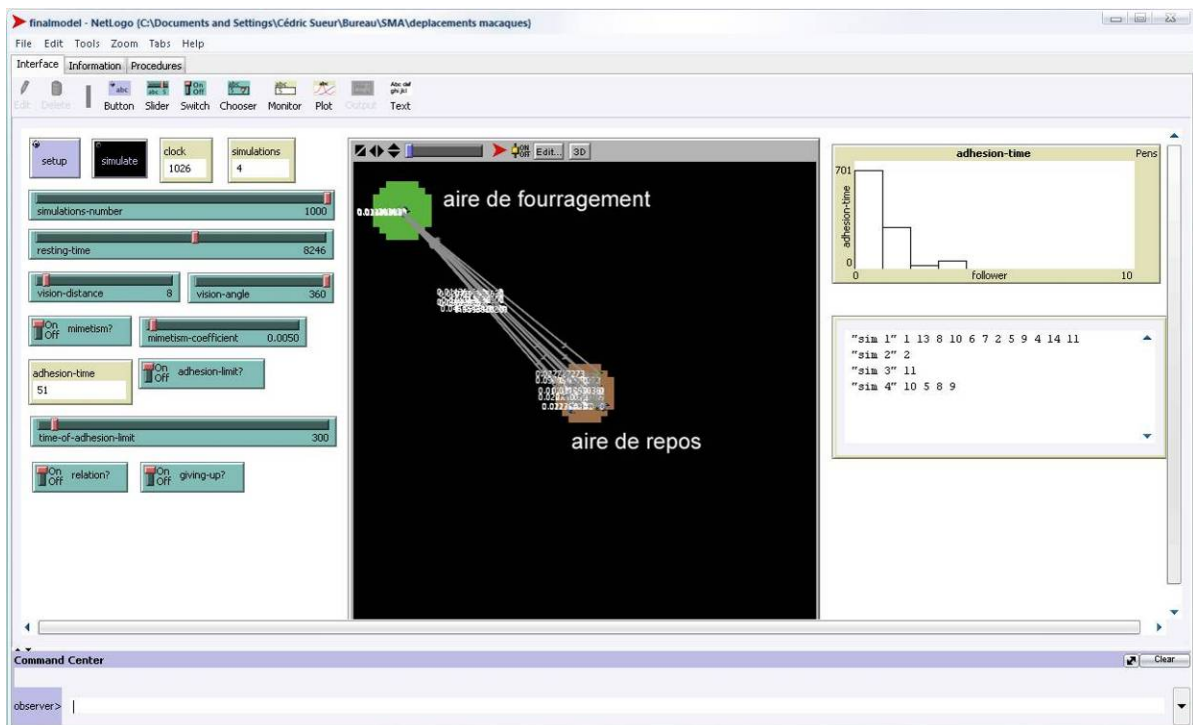 finalmodel - NetLogo {C:\Documents and Settings\Cédric Sueur\Bureau\SMA\deplacements macaques}
File Edit Tools Zoom Tabs Help
Interface Information Procedures
Edit Delete Button Slider Switch Chooser Monitor Plot Output Text
setup
simulate
clock
1026
simulations
4
simulations-number 1000
resting-time 8246
vision-distance 8
vision-angle 360
On
Off
mimetism?
mimetism-coefficient 0.0050
adhesion-time
51
On
Off
adhesion-limit?
time-of-adhesion-limit 300
On
Off
relation?
On
Off
giving-up?
On
Off
Edit...
3D
aire de fourragement
aire de repos
adhesion-time
Pens
701
adhesion-time
0
0
follower
10
"sim 1" 1 13 8 10 6 7 2 5 9 4 14 11
"sim 2" 2
"sim 3" 11
"sim 4" 10 5 8 9
Command Center
Clear
observer>